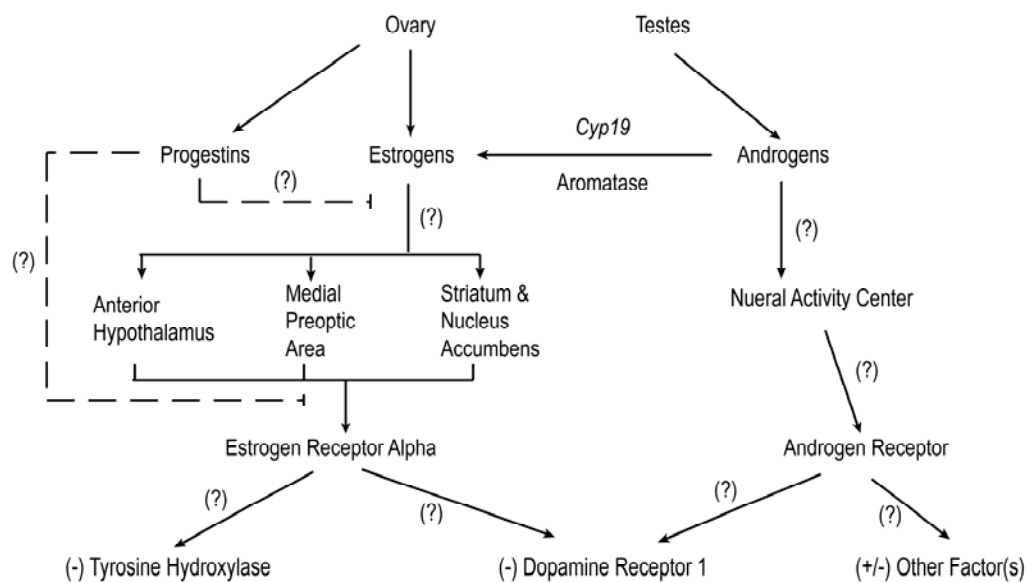 Ovary
Testes
Cyp19
Progestins
Estrogens
Androgens
Aromatase
(?)
(?)
(?)
(?)
Anterior
Hypothalamus
Medial
Preoptic
Area
Striatum &
Nucleus
Accumbens
Nueral Activity Center
(?)
Estrogen Receptor Alpha
Androgen Receptor
(?)
(?)
(?)
(?)
(-) Tyrosine Hydroxylase
(-) Dopamine Receptor 1
(+/-) Other Factor(s)